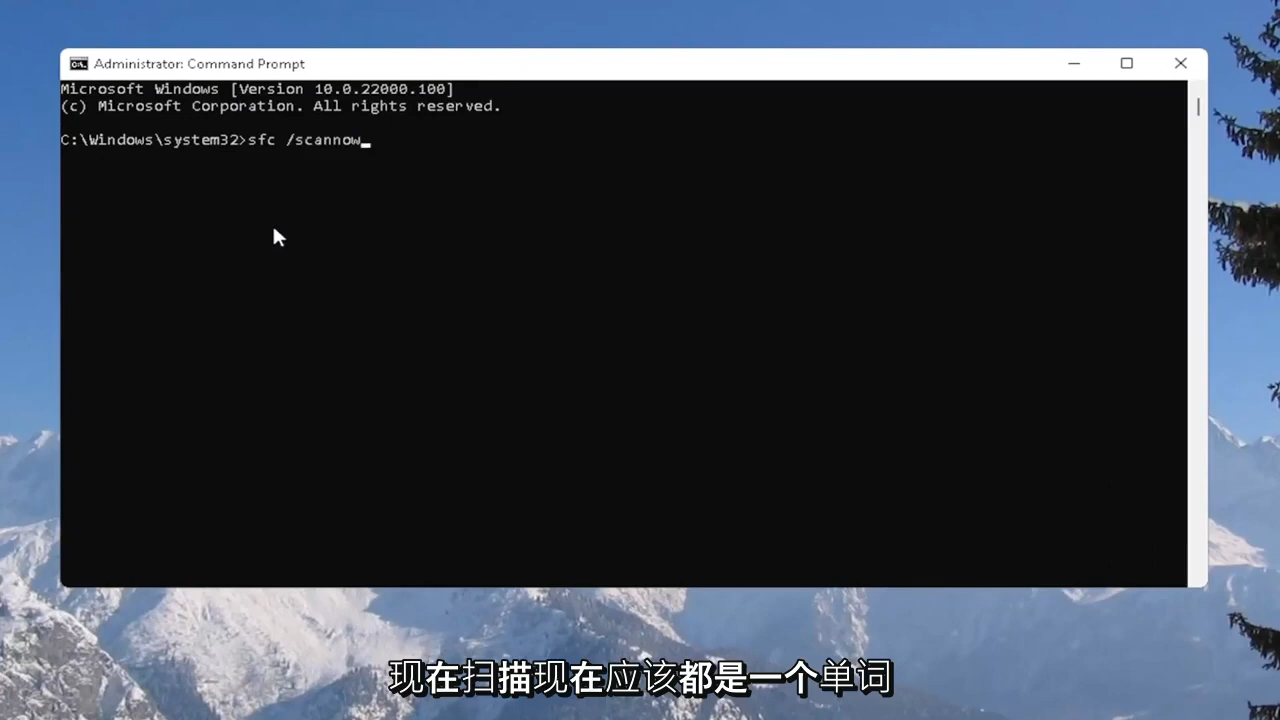 Administrator: Command Prompt
Microsoft Windows [Version 10.0.22000.100]
(c) Microsoft Corporation. All rights reserved.
C:\Windows\system32>sfc /scannow
现在扫描现在应该都是一个单词